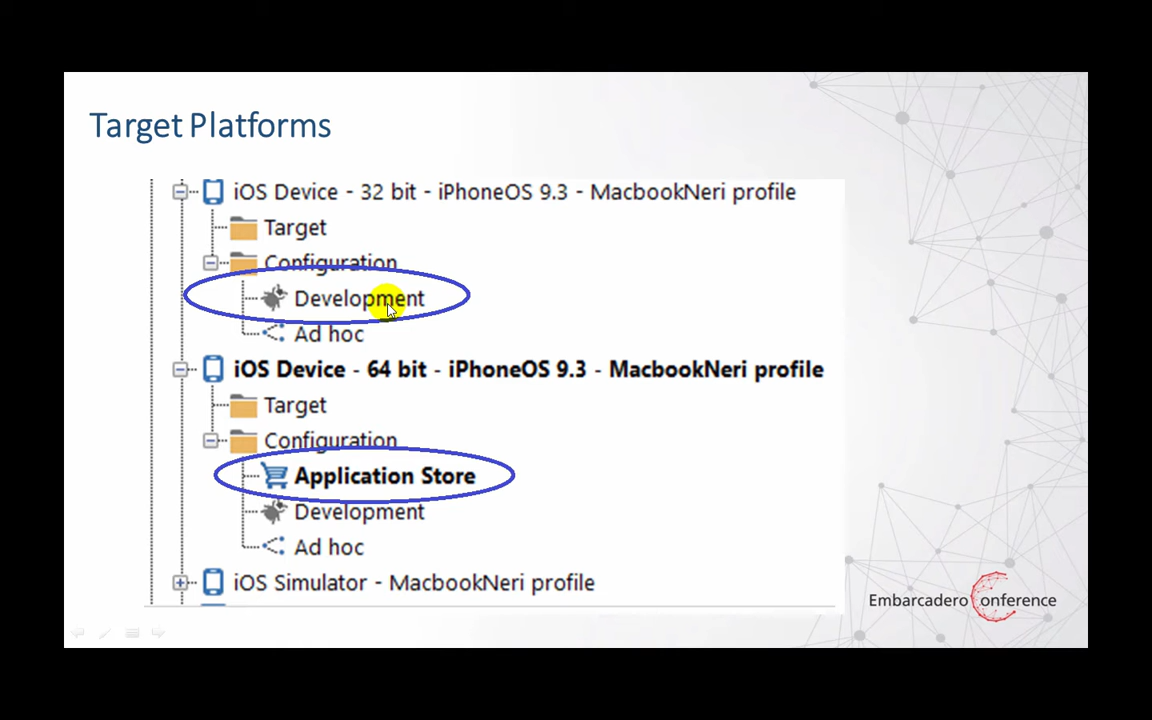 Target Platforms
iOS Device - 32 bit - iPhoneOS 9.3 - MacbookNeri profile
Target
Configuration
Development
Ad hoc
iOS Device - 64 bit - iPhoneOS 9.3 - MacbookNeri profile
Target
Configuration
Application Store
Development
Ad hoc
iOS Simulator - MacbookNeri profile
Embarcadero Conference